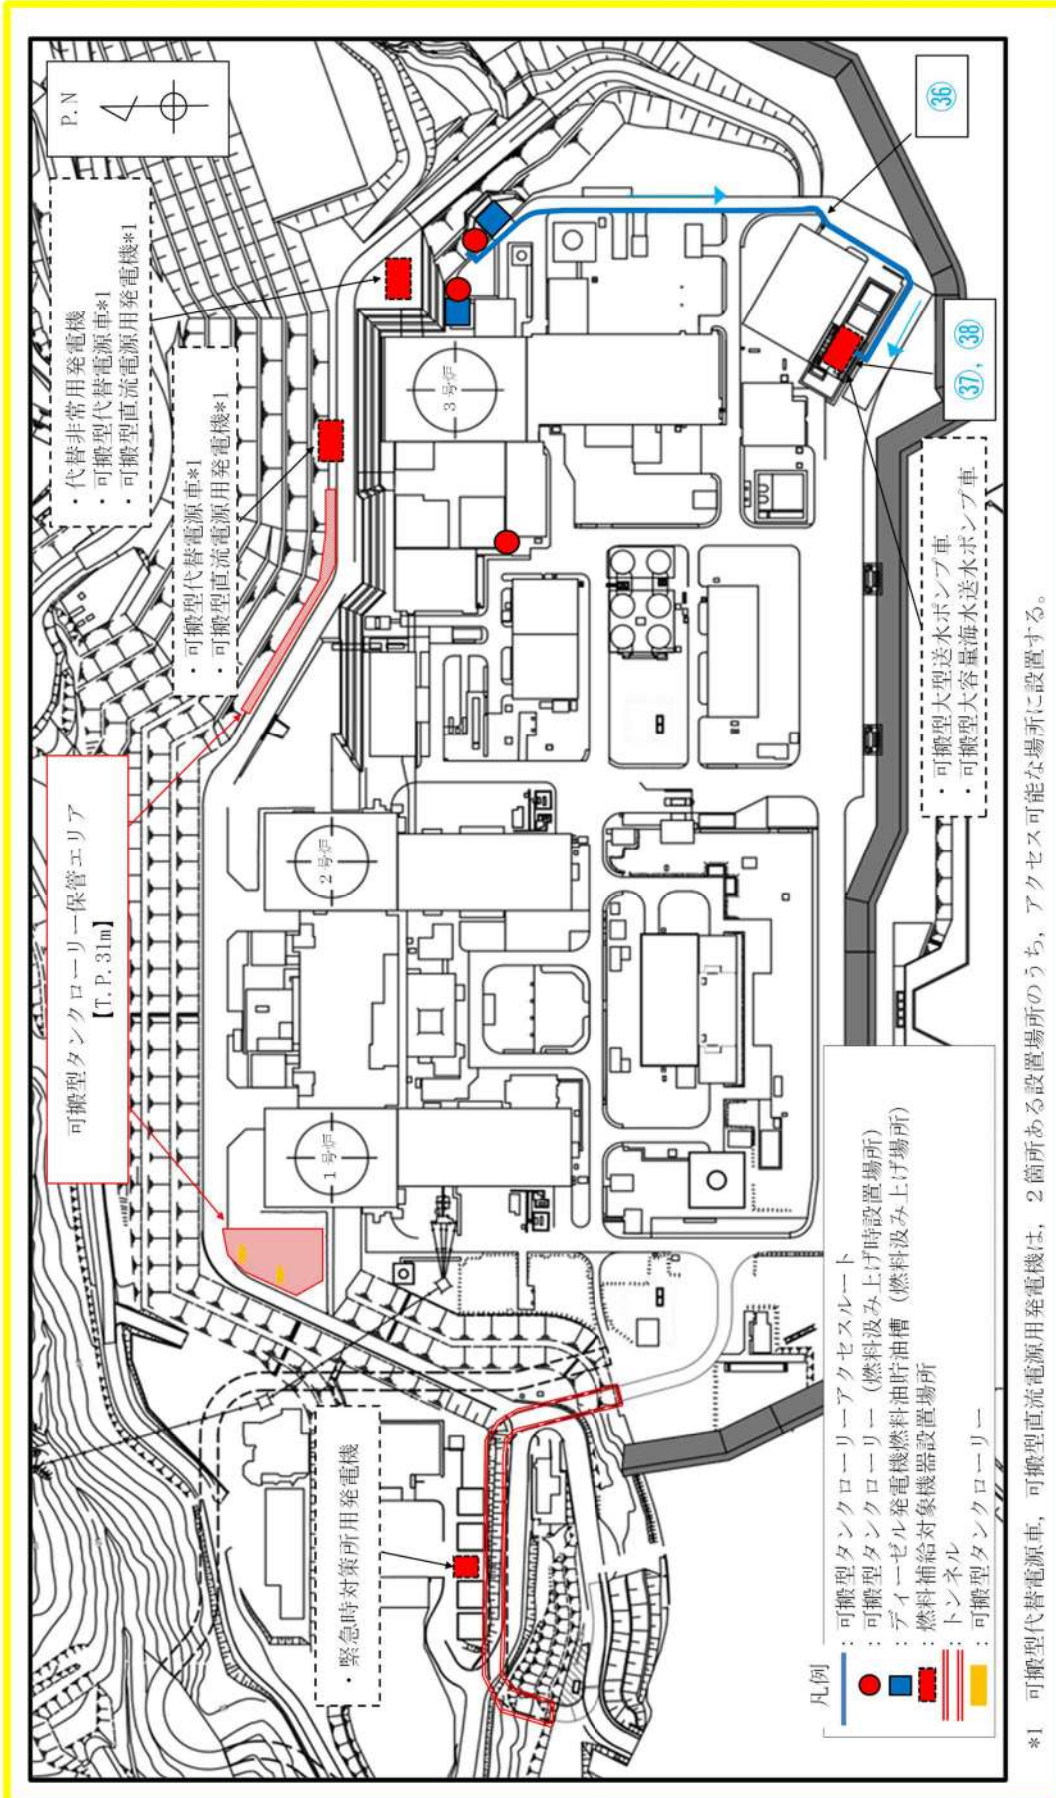 P.N
・代替非常用発電機
・可搬型代替電源車*1
・可搬型直流電源用発電機*1
・可搬型代替電源車*1
・可搬型直流電源用発電機*1
可搬型タンクローリー保管エリア
【T.P.31m】
・緊急時対策所用発電機
1号炉
2号炉
3号炉
㊱
㊲，㊳
・可搬型大型送水ポンプ車
・可搬型大容量海水送水ポンプ車
凡例
：可搬型タンクローリーアクセスルート
：可搬型タンクローリー（燃料汲み上げ時設置場所）
：ディーゼル発電機燃料油貯油槽（燃料汲み上げ場所）
：燃料補給対象機器設置場所
：トンネル
：可搬型タンクローリー
*1　可搬型代替電源車，可搬型直流電源用発電機は，2箇所ある設置場所のうち，アクセス可能な場所に設置する。